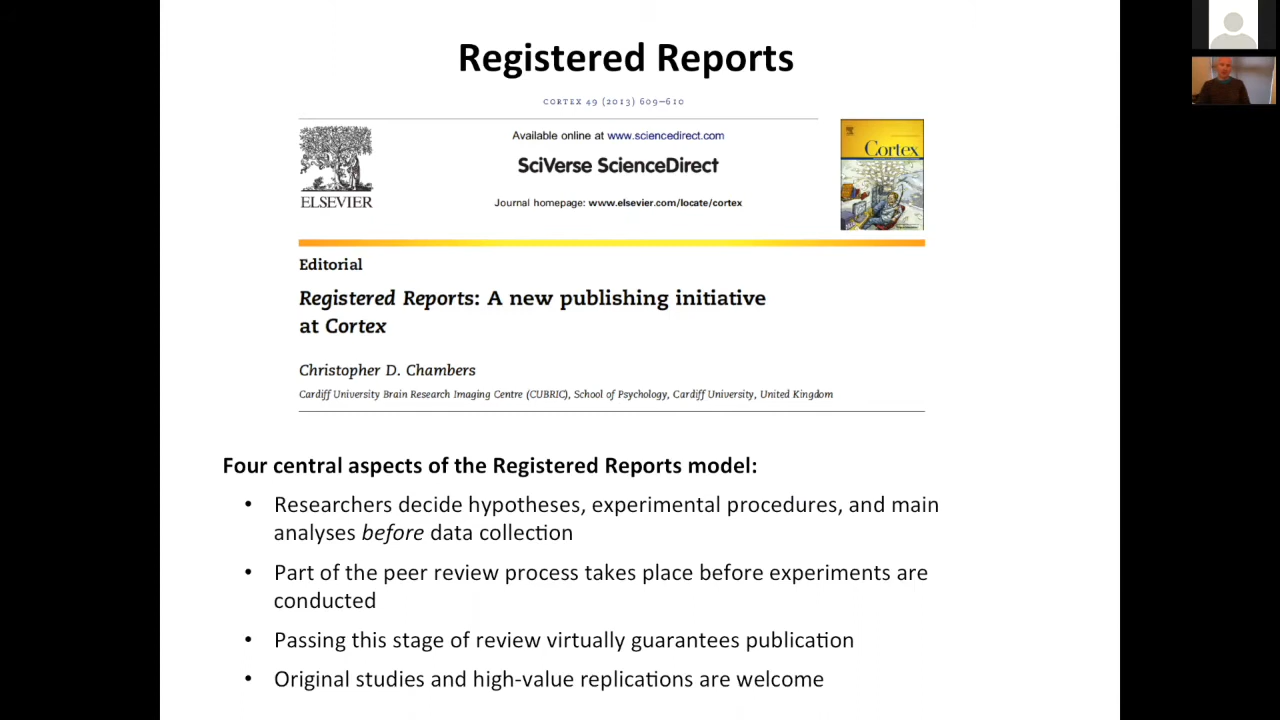 Registered Reports
CORTEX 49 (2013) 609–610
Available online at www.sciencedirect.com
SciVerse ScienceDirect
Journal homepage: www.elsevier.com/locate/cortex
ELSEVIER
Cortex
Editorial
Registered Reports: A new publishing initiative
at Cortex
Christopher D. Chambers
Cardiff University Brain Research Imaging Centre (CUBRIC), School of Psychology, Cardiff University, United Kingdom
Four central aspects of the Registered Reports model:
• Researchers decide hypotheses, experimental procedures, and main
analyses before data collection
• Part of the peer review process takes place before experiments are
conducted
• Passing this stage of review virtually guarantees publication
• Original studies and high-value replications are welcome